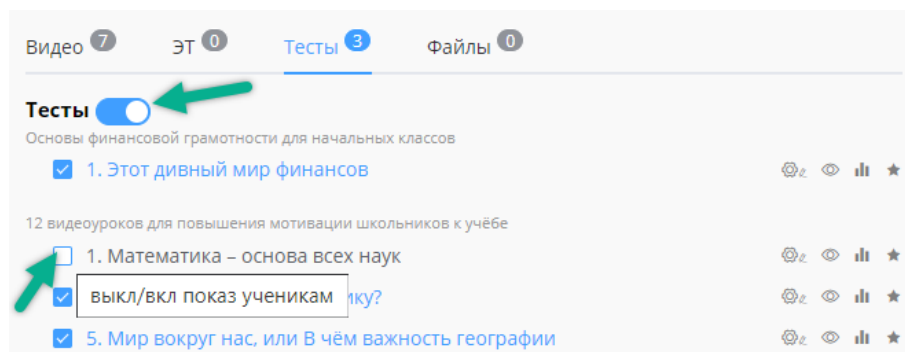 Видео 7 ЭТ 0 Тесты 3 Файлы 0
Тесты
Основы финансовой грамотности для начальных классов
1. Этот дивный мир финансов
12 видеоуроков для повышения мотивации школьников к учёбе
1. Математика – основа всех наук
выкл/вкл показ ученикам ику?
5. Мир вокруг нас, или В чём важность географии